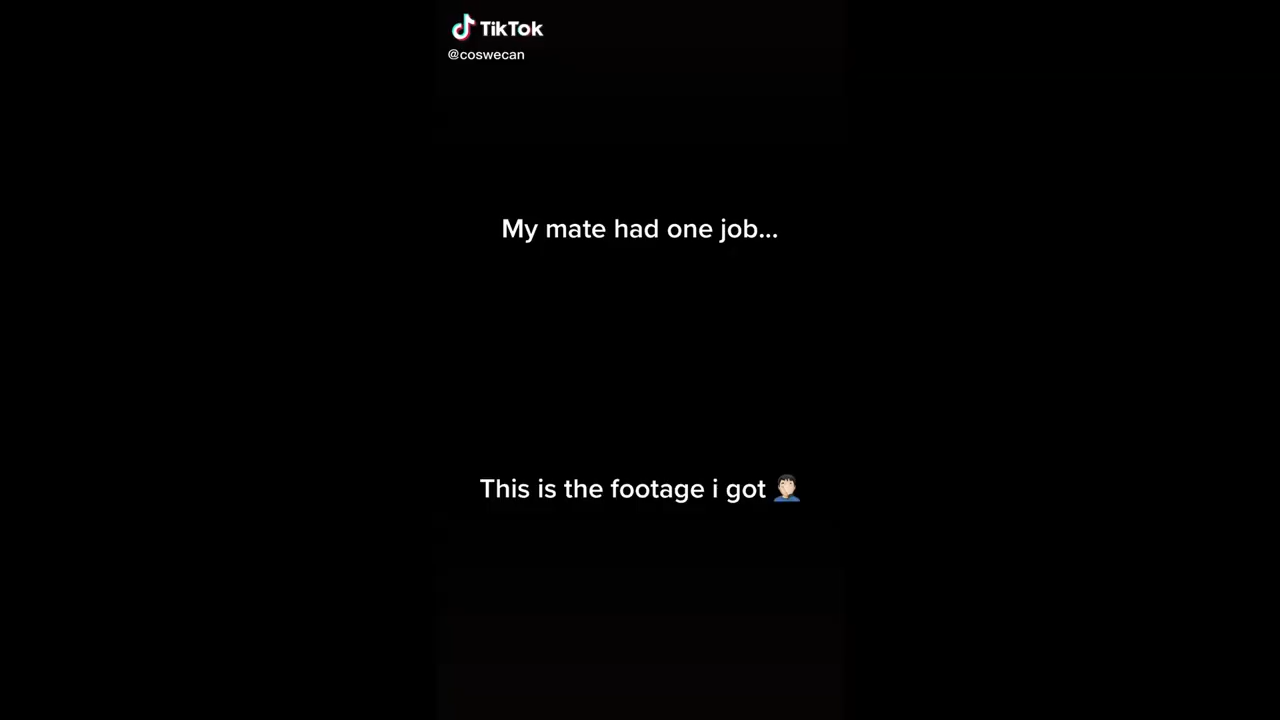 TikTok
@coswecan
My mate had one job...
This is the footage i got 🤦🏻‍♂️